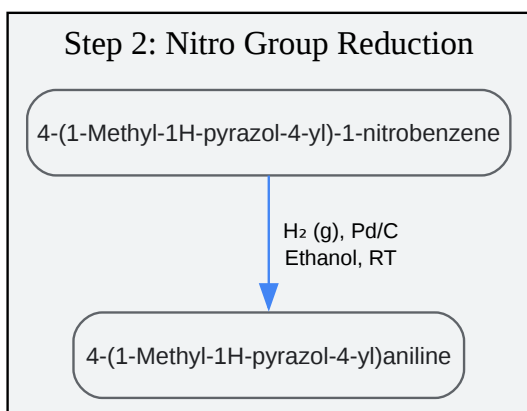 Step 2: Nitro Group Reduction
4-(1-Methyl-1H-pyrazol-4-yl)-1-nitrobenzene
H₂ (g), Pd/C
Ethanol, RT
4-(1-Methyl-1H-pyrazol-4-yl)aniline